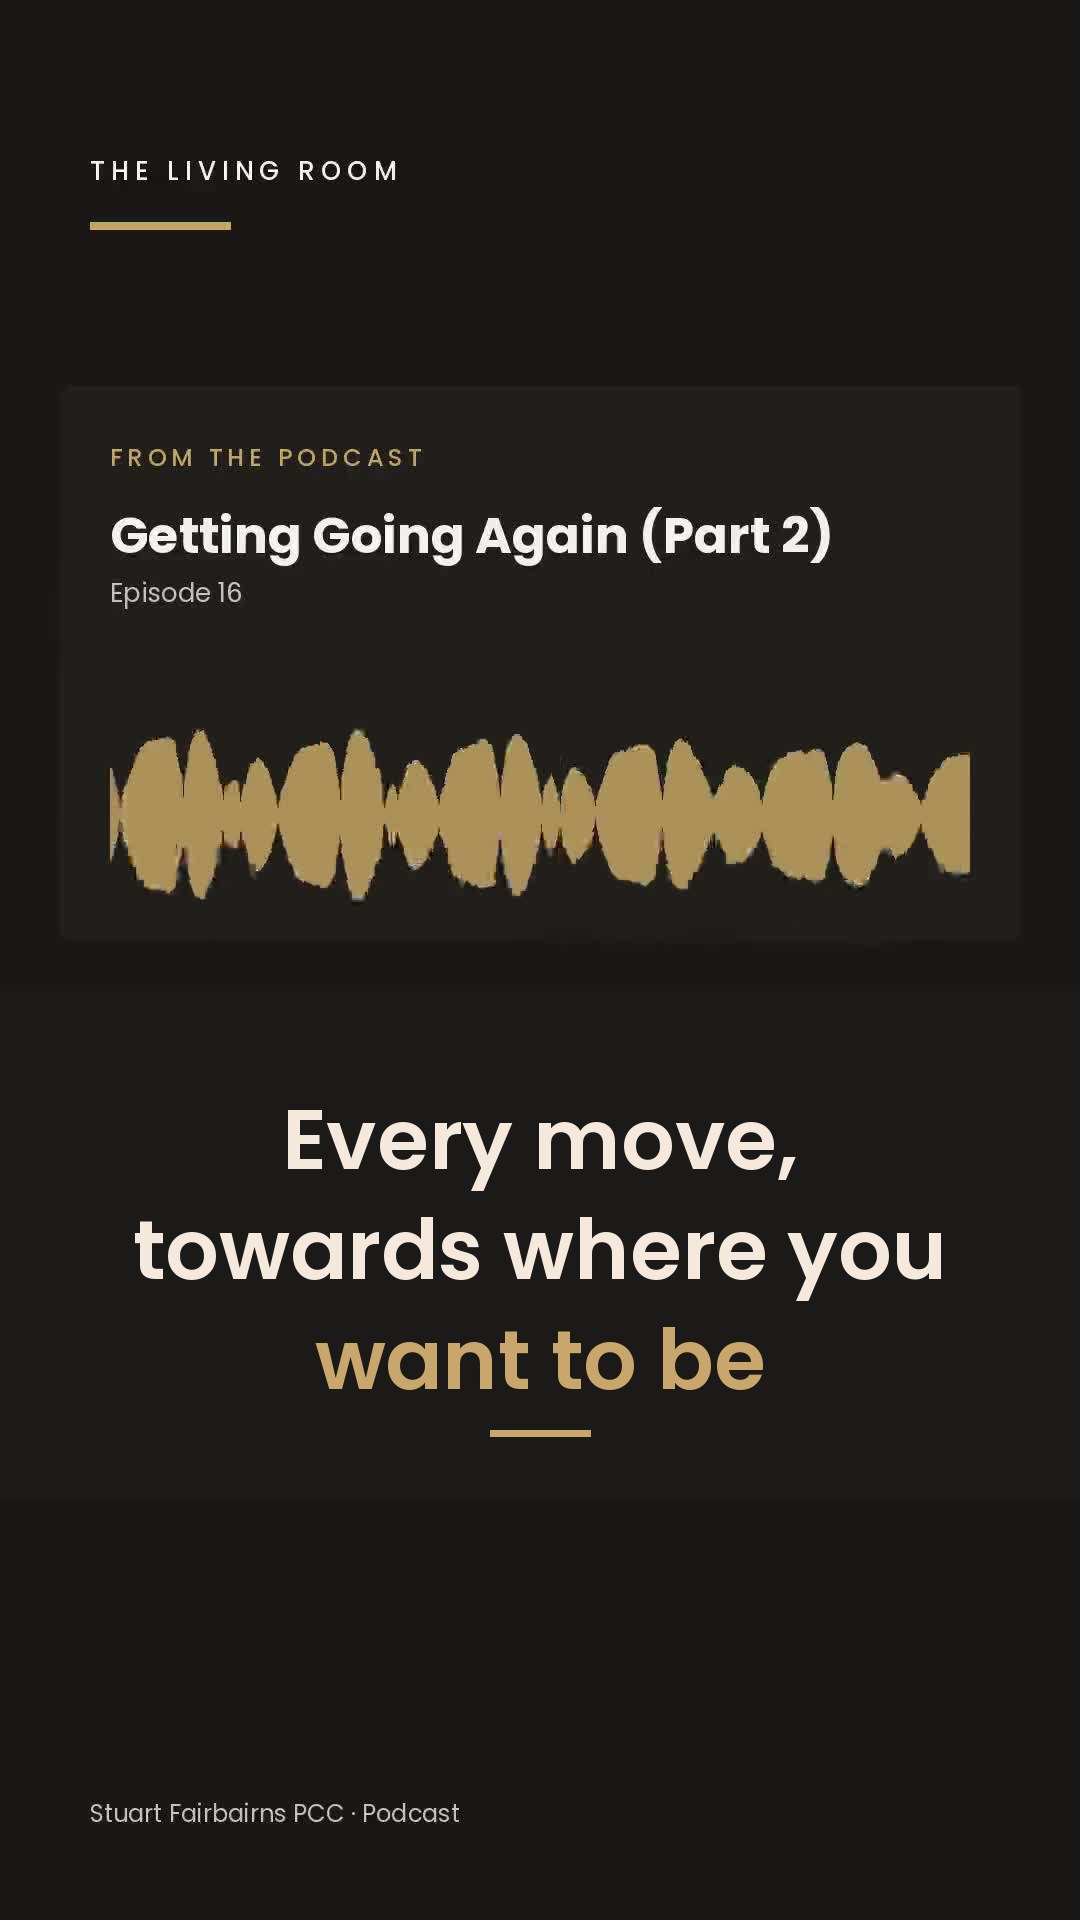 THE LIVING ROOM
FROM THE PODCAST
Getting Going Again (Part 2)
Episode 16
Every move,
towards where you
want to be
Stuart Fairbairns PCC · Podcast